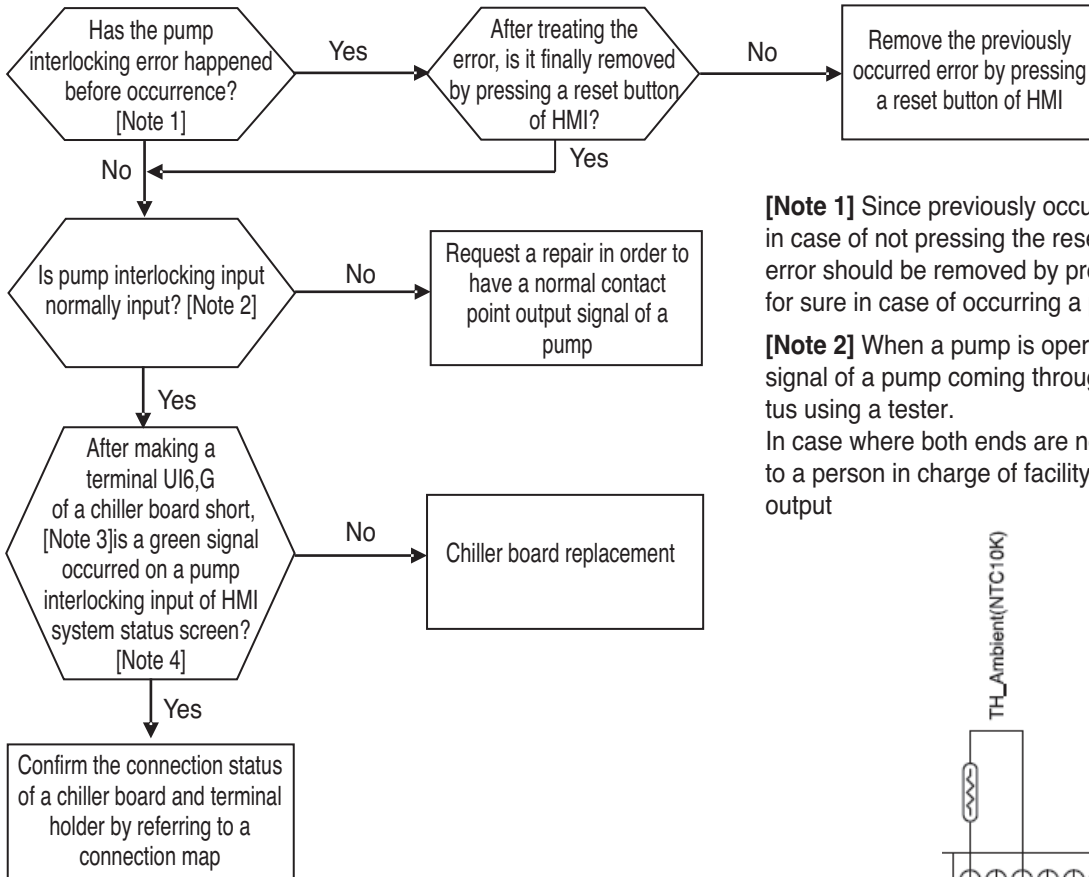 Has the pump
interlocking error happened
before occurrence?
[Note 1]
Yes
After treating the
error, is it finally removed
by pressing a reset button
of HMI?
No
Remove the previously
occurred error by pressing
a reset button of HMI
No
Yes
Is pump interlocking input
normally input? [Note 2]
No
Request a repair in order to
have a normal contact
point output signal of a
pump
Yes
After making a
terminal UI6,G
of a chiller board short,
[Note 3]is a green signal
occurred on a pump
interlocking input of HMI
system status screen?
[Note 4]
No
Chiller board replacement
Yes
Confirm the connection status
of a chiller board and terminal
holder by referring to a
connection map
[Note 1] Since previously
in case of not pressing the
error should be removed by
for sure in case of occurring a
[Note 2] When a pump is
signal of a pump coming
tus using a tester.
In case where both ends are
to a person in charge of facility
output
TH_Ambient(NTC10K)